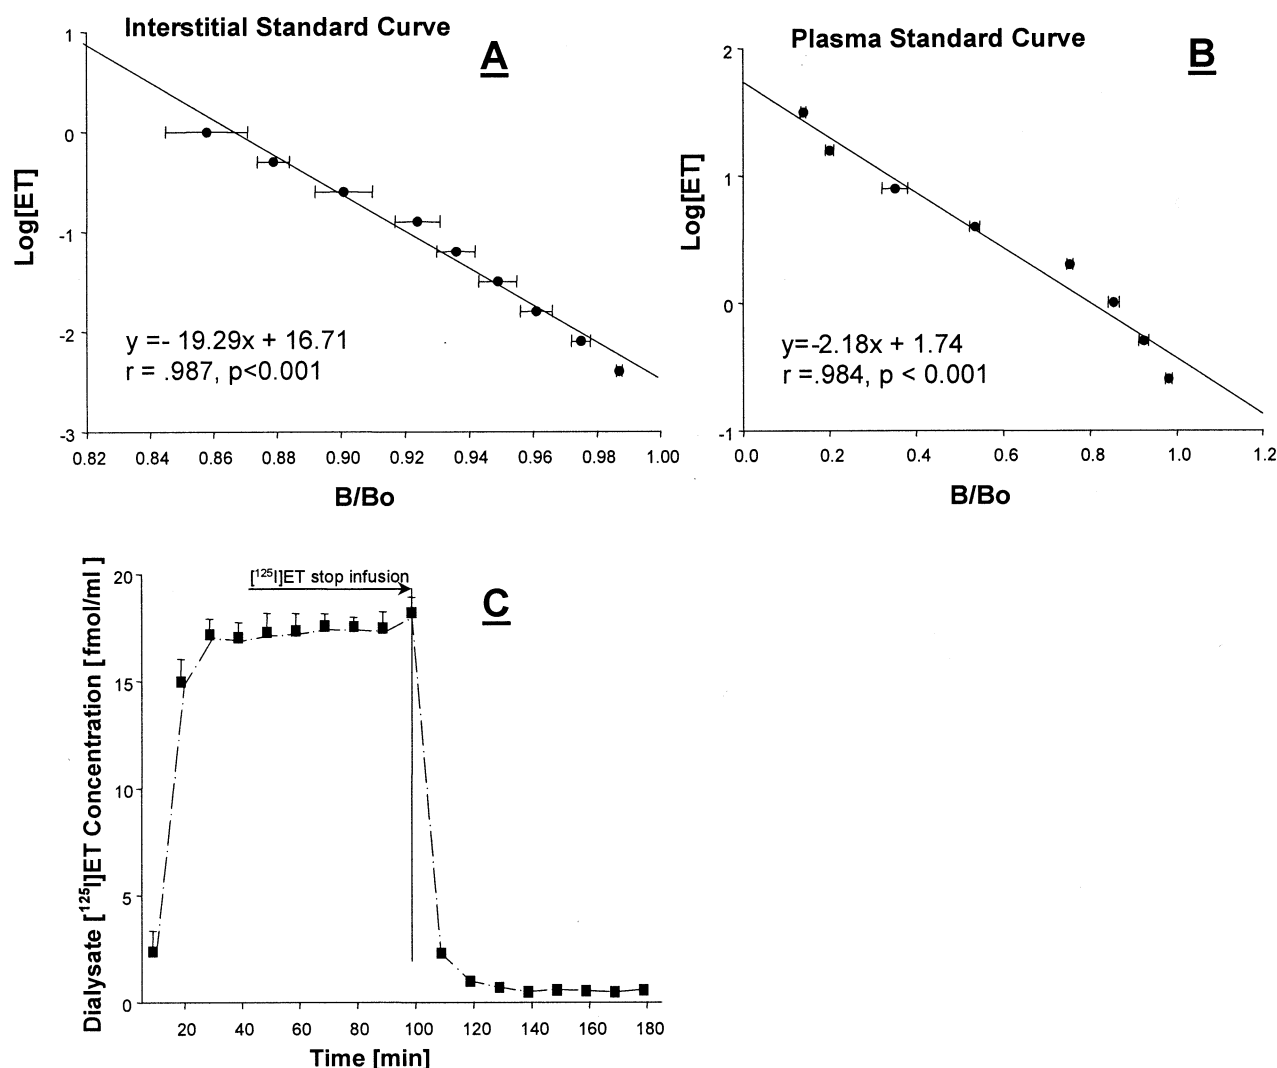 Interstitial Standard Curve
A
1
0
-1
-2
-3
Log[ET]
y =- 19.29x + 16.71
r = .987, p<0.001
0.82 0.84 0.86 0.88 0.90 0.92 0.94 0.96 0.98 1.00
B/Bo
Plasma Standard Curve
B
2
1
0
-1
Log[ET]
y=-2.18x + 1.74
r =.984, p < 0.001
0.0 0.2 0.4 0.6 0.8 1.0 1.2
B/Bo
[¹²⁵I]ET stop infusion
C
20
15
10
5
0
Dialysate [¹²⁵I]ET Concentration [ fmol/ml ]
20 40 60 80 100 120 140 160 180
Time [min]